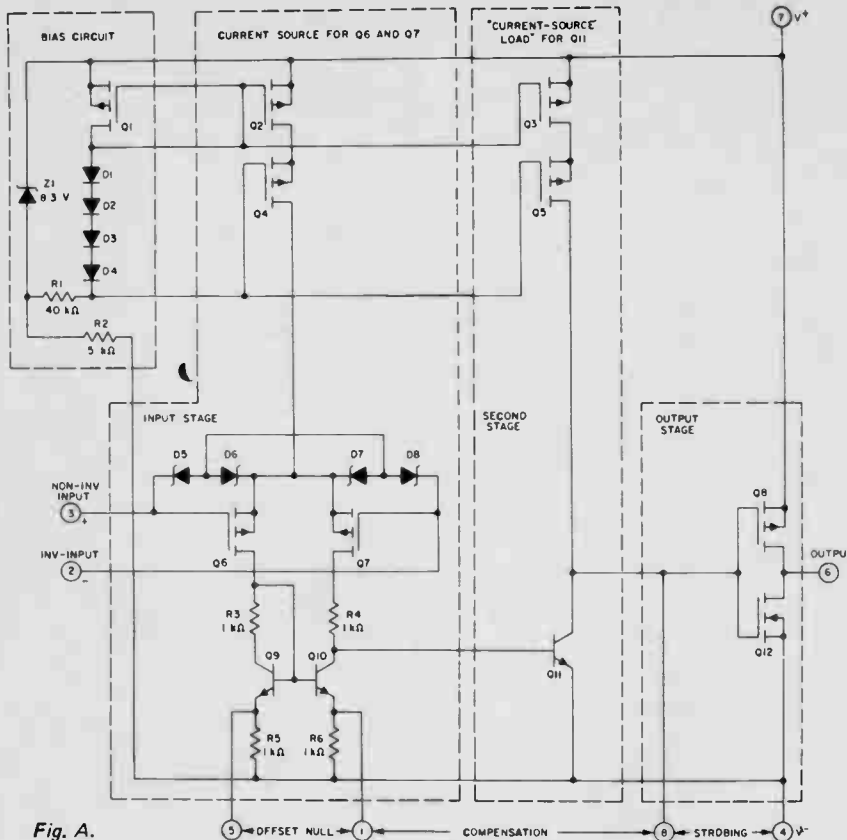 BIAS CIRCUIT
CURRENT SOURCE FOR Q6 AND Q7
"CURRENT-SOURCE
LOAD" FOR Q11
7 V+
Q1
Q2
Q3
Z1
8.3 V
D1
D2
D3
D4
Q4
Q5
R1
40 kΩ
R2
5 kΩ
INPUT STAGE
SECOND
STAGE
OUTPUT
STAGE
D5
D6
D7
D8
NON-INV
INPUT
3 +
INV-INPUT
2 -
Q6
Q7
Q8
OUTPUT
6
Q12
R3
1 kΩ
R4
1 kΩ
Q9
Q10
Q11
R5
1 kΩ
R6
1 kΩ
Fig. A.
5 OFFSET NULL 1 COMPENSATION 8 STROBING 4 V-